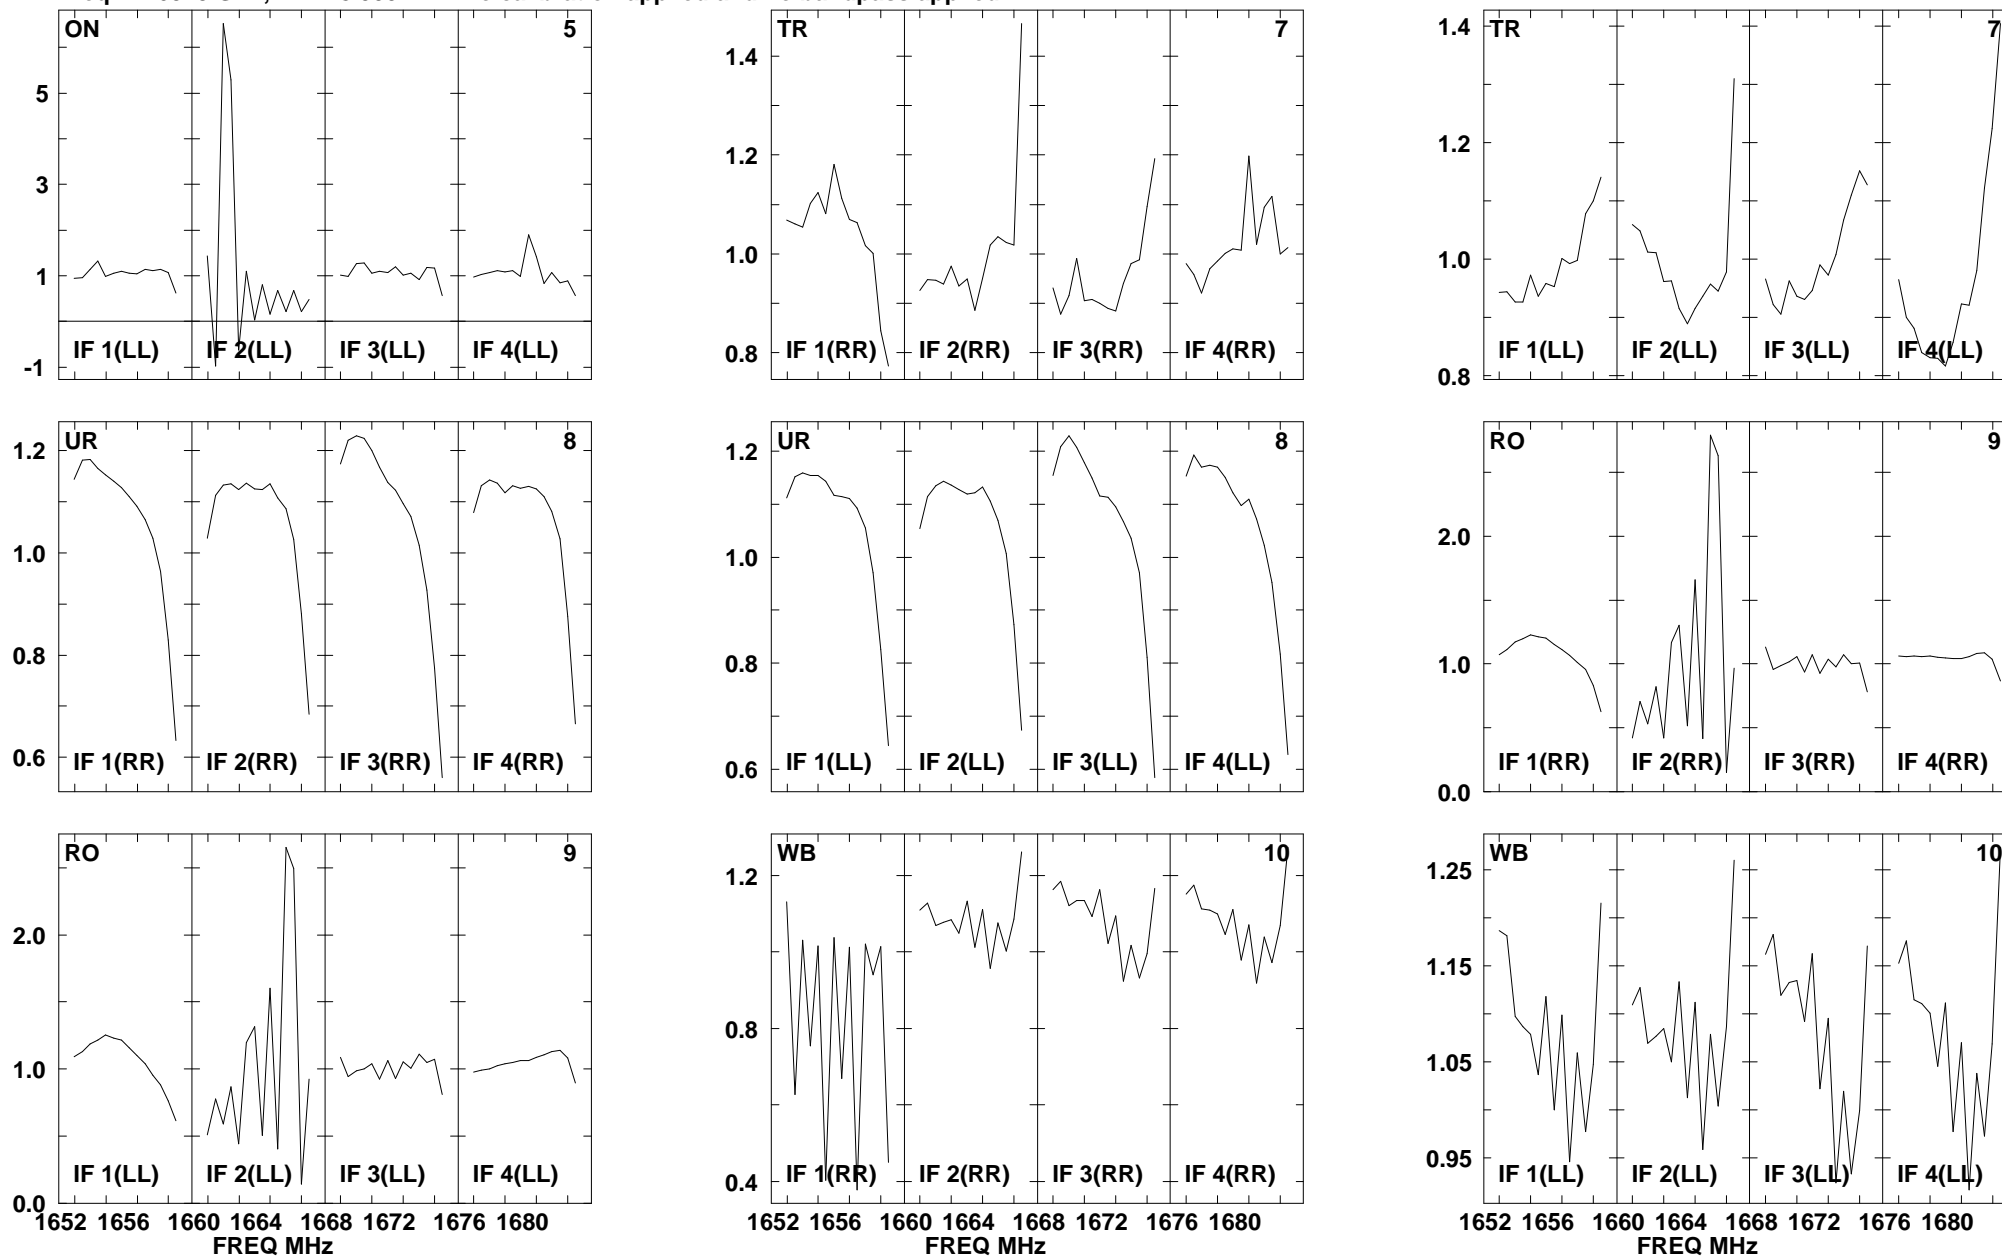 ON 5
5
3
1
-1
IF 1(LL) IF 2(LL) IF 3(LL) IF 4(LL)
TR 7
1.4
1.2
1.0
0.8
IF 1(RR) IF 2(RR) IF 3(RR) IF 4(RR)
TR 7
1.4
1.2
1.0
0.8
IF 1(LL) IF 2(LL) IF 3(LL) IF 4(LL)
UR 8
1.2
1.0
0.8
0.6
IF 1(RR) IF 2(RR) IF 3(RR) IF 4(RR)
UR 8
1.2
1.0
0.8
0.6
IF 1(LL) IF 2(LL) IF 3(LL) IF 4(LL)
RO 9
2.0
1.0
0.0
IF 1(RR) IF 2(RR) IF 3(RR) IF 4(RR)
RO 9
2.0
1.0
0.0
IF 1(LL) IF 2(LL) IF 3(LL) IF 4(LL)
1652 1656 1660 1664 1668 1672 1676 1680
FREQ MHz
WB 10
1.2
0.8
0.4
IF 1(RR) IF 2(RR) IF 3(RR) IF 4(RR)
1652 1656 1660 1664 1668 1672 1676 1680
FREQ MHz
WB 10
1.25
1.15
1.05
0.95
IF 1(LL) IF 2(LL) IF 3(LL) IF 4(LL)
1652 1656 1660 1664 1668 1672 1676 1680
FREQ MHz